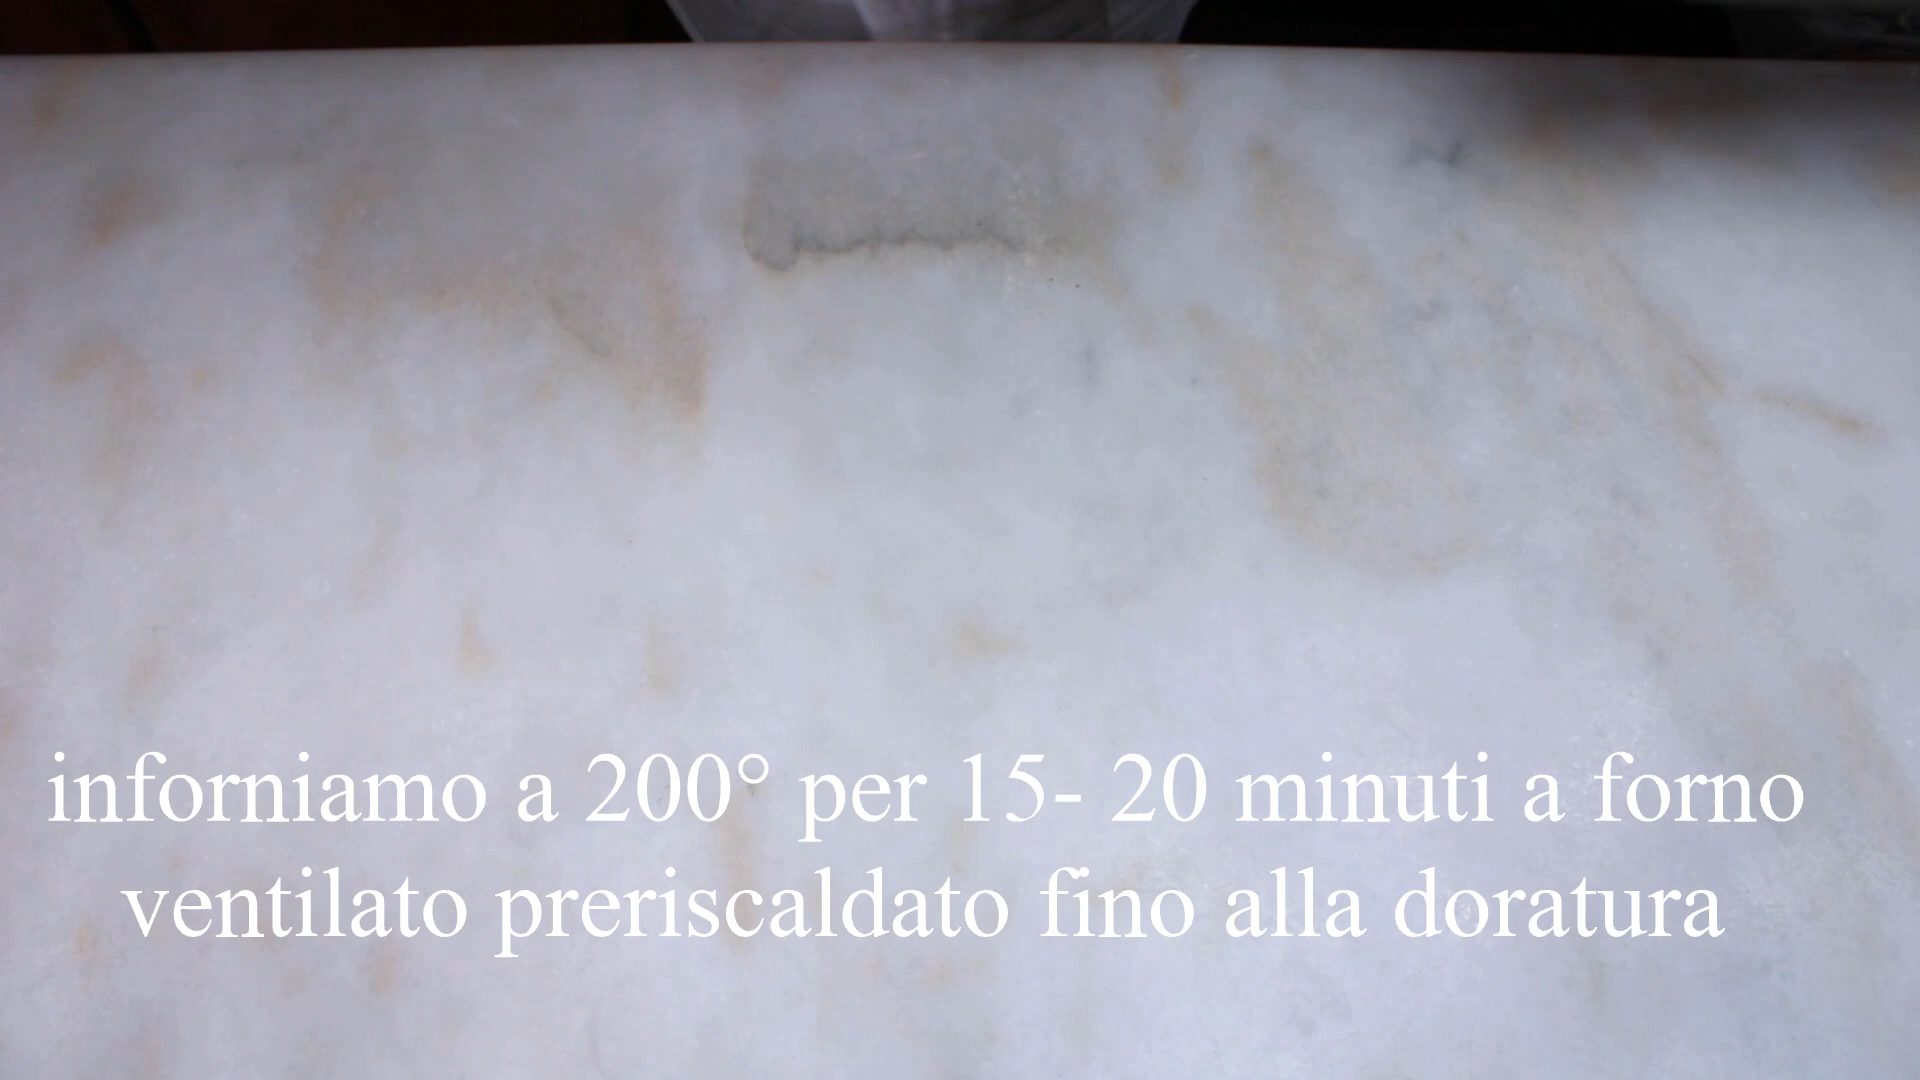 inforniamo a 200° per 15- 20 minuti a forno
ventilato preriscaldato fino alla doratura